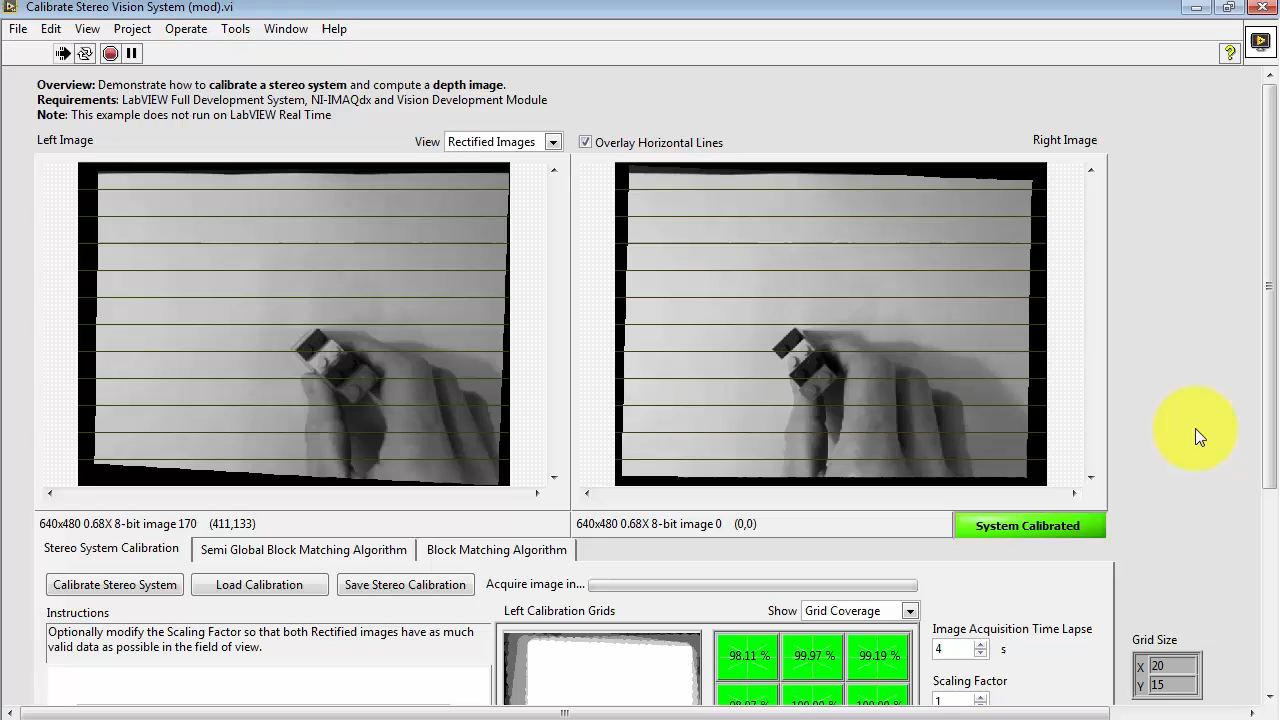 Calibrate Stereo Vision System (mod).vi
File Edit View Project Operate Tools Window Help
Overview: Demonstrate how to calibrate a stereo system and compute a depth image.
Requirements: LabVIEW Full Development System, NI-IMAQdx and Vision Development Module
Note: This example does not run on LabVIEW Real Time
Left Image View Rectified Images Overlay Horizontal Lines Right Image
640x480 0.68X 8-bit image 170 (411,133) 640x480 0.68X 8-bit image 0 (0,0) System Calibrated
Stereo System Calibration Semi Global Block Matching Algorithm Block Matching Algorithm
Calibrate Stereo System Load Calibration Save Stereo Calibration Acquire image in...
Instructions Left Calibration Grids Show Grid Coverage
Optionally modify the Scaling Factor so that both Rectified images have as much
valid data as possible in the field of view.
98.11 % 99.97 % 99.19 %
Image Acquisition Time Lapse
4 s
Scaling Factor
1
Grid Size
X 20
Y 15